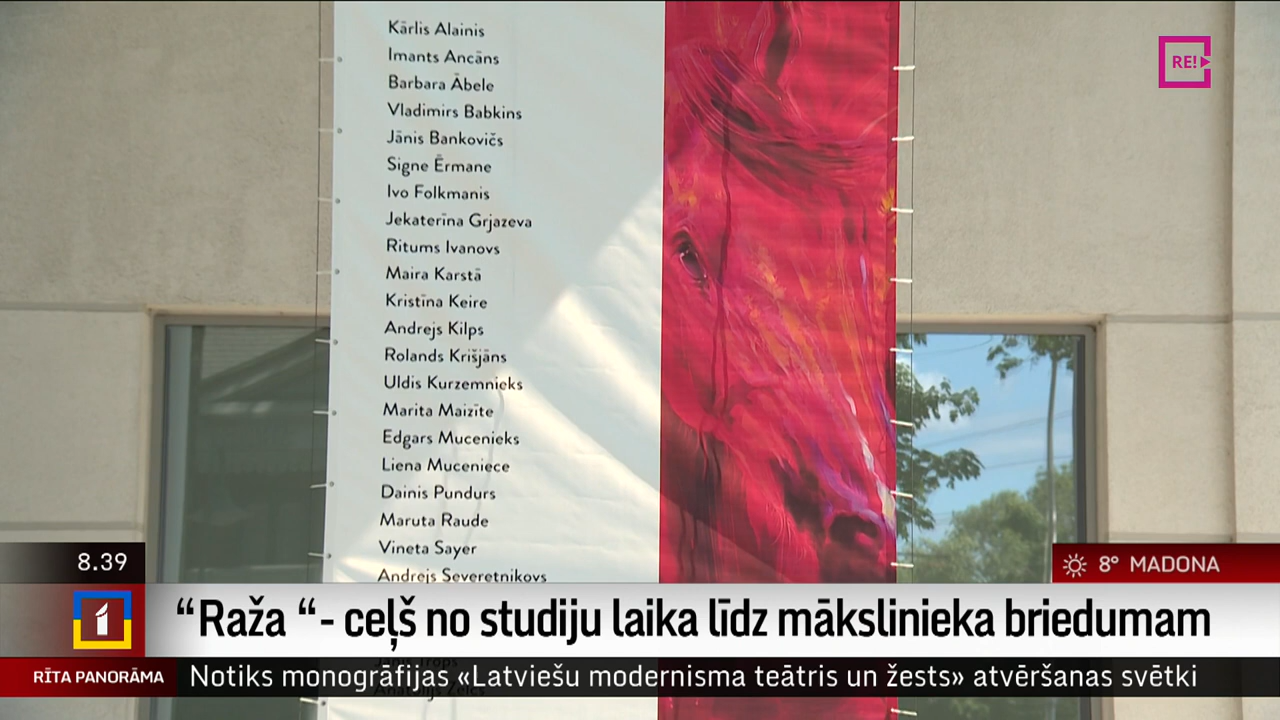 Kārlis Alainis
Imants Ancāns
Barbara Ābele
Vladimirs Babkins
Jānis Bankovičs
Signe Ērmane
Ivo Folkmanis
Jekaterīna Grjazeva
Ritums Ivanovs
Maira Karstā
Kristīna Keire
Andrejs Kilps
Rolands Krišjāns
Uldis Kurzemnieks
Marita Maizīte
Edgars Mucenieks
Liena Muceniece
Dainis Pundurs
Maruta Raude
Vineta Sayer
Andrejs Severetnikovs
RE!
8.39
8° MADONA
1
“Raža “- ceļš no studiju laika līdz mākslinieka briedumam
RĪTA PANORĀMA
Notiks monogrāfijas «Latviešu modernisma teātris un žests» atvēršanas svētki